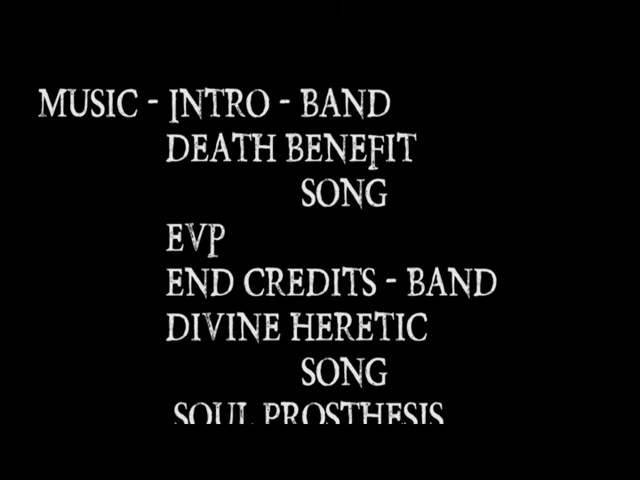 MUSIC - INTRO - BAND
DEATH BENEFIT
SONG
EVP
END CREDITS - BAND
DIVINE HERETIC
SONG
SOUL PROSTHESIS